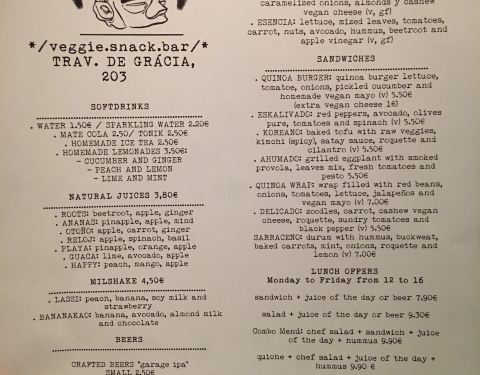 */veggie.snack.bar/*
TRAV. DE GRÁCIA,
203
SOFTDRINKS
. WATER 1.50€ / SPARKLING WATER 2.20€
. MATE COLA 2.50/ TONIK 2.50€
. HOMEMADE ICE TEA 2.50€
. HOMEMADE LEMONADES 3.50€:
- CUCUMBER AND GINGER
- PEACH AND LEMON
- LIME AND MINT
NATURAL JUICES 3,80€
. ROOTS: beetroot, apple, ginger
. ANANAS: pinapple, apple, mind
. OTOÑO: apple, carrot, ginger
. RELOJ: apple, spinach, basil
. PLAYA: pinapple, orange, apple
. GUACA: lime, avocado, apple
. HAPPY: peach, mango, apple
MILSHAKE 4,50€
. LASSI: peach, banana, soy milk and
strawberry
. BANANAKAO: banana, avocado, almond milk
and chocolate
BEERS
CRAFTED BEERS "garage ipa"
SMALL 2.50€
caramelized onions, almonds y cashew
vegan cheese (v, gf)
. ESENCIA: lettuce, mized leaves, tomatoes,
carrot, nuts, avocado, hummus, beetroot and
apple vinegar (v, gf)
SANDWICHES
. QUINOA BURGER: quinoa burger lettuce,
tomatoe, onions, pickled cucumber and
homemade vegan mayo (v) 5.50€
(extra vegan cheese 1€)
. ESKALIVADO: red peppers, avocado, olives
pure, tomatoes and spinach (v) 5.50€
. KOREANO: baked tofu with raw veggies,
kimchi (spicy), satay sauce, roquette and
cilantro (v) 5.50€
. AHUMADO: grilled eggplant with smoked
provola, leaves mix, fresh tomatoes and
pesto 5.50€
. QUINOA WRAP: wrap filled with red beans,
onions, tomatoes, lettuce, jalapeños and
vegan mayo (v) 7.00€
. DELICADO: zoodles, carrot, cashew vegan
cheese, roquette, sundry tomatoes and
black pepper (v) 5.50€
SARRACENO: durum with hummus, buckweat,
baked carrots, mint, onions, roquette and
lemon (v) 7.00€
LUNCH OFFERS
Monday to Friday from 12 to 16
sandwich + juice of the day or beer 7.90€
salad + juice of the day or beer 9.30€
Combo Menú: chef salad + sandwich + juice
of the day + hummus 9.90€
quiche + chef salad + juice of the day +
hummus 9.90 €